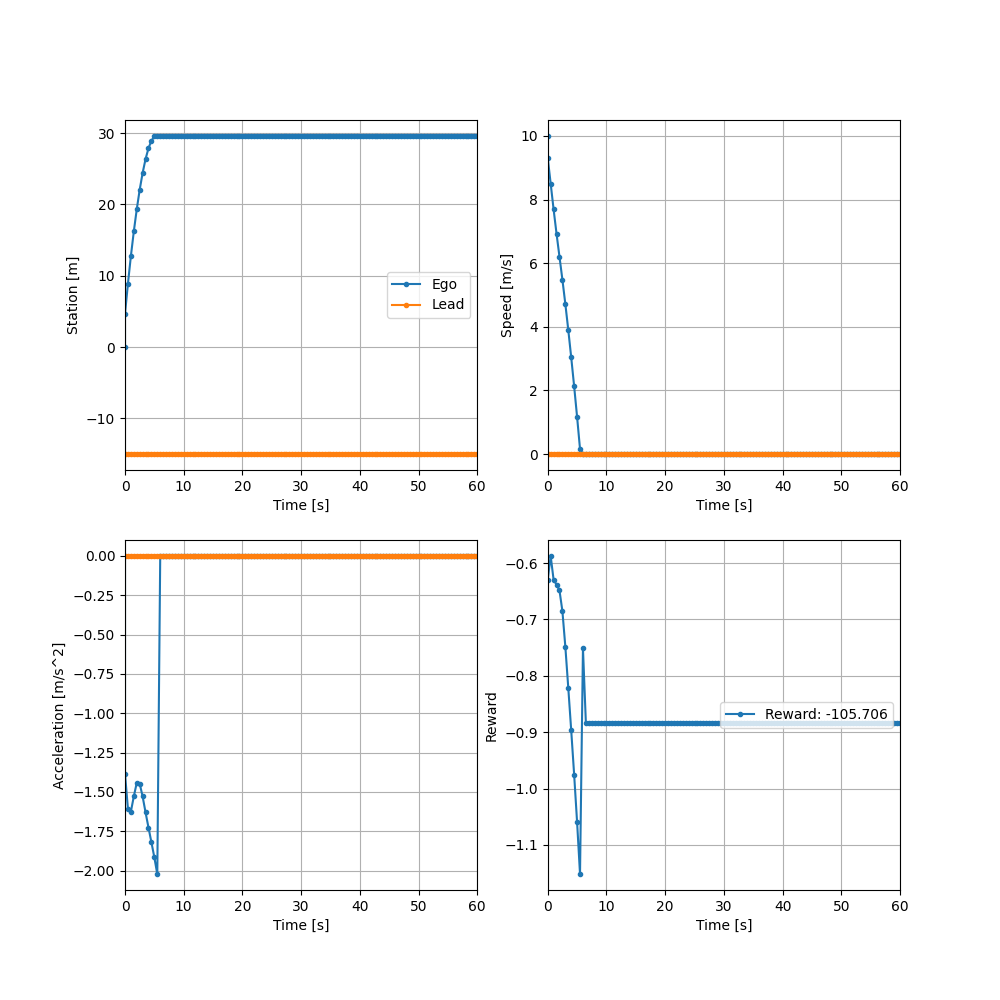 30
20
10
0
−10
Station [m]
0 10 20 30 40 50 60
Time [s]
Ego
Lead
10
8
6
4
2
0
Speed [m/s]
0 10 20 30 40 50 60
Time [s]
0.00
−0.25
−0.50
−0.75
−1.00
−1.25
−1.50
−1.75
−2.00
Acceleration [m/s^2]
0 10 20 30 40 50 60
Time [s]
−0.6
−0.7
−0.8
−0.9
−1.0
−1.1
Reward
Reward: -105.706
0 10 20 30 40 50 60
Time [s]